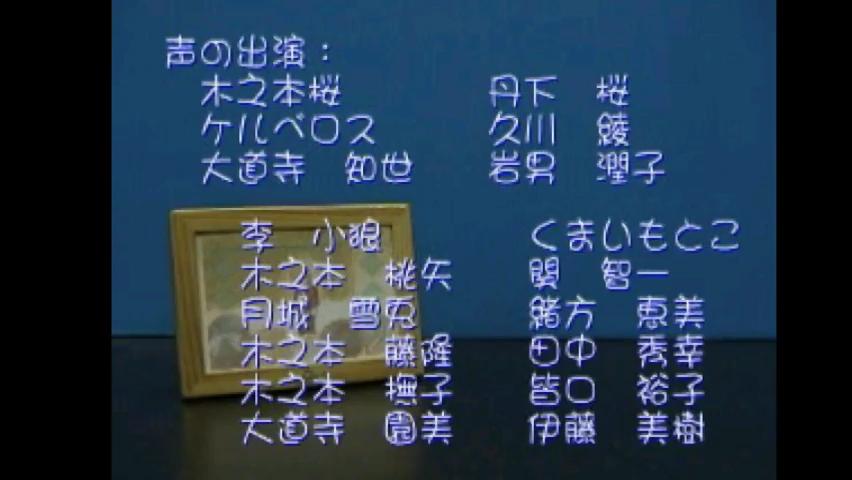 声の出演：
木之本桜 丹下 桜
ケルベロス 久川 綾
大道寺 知世 岩男 潤子
李 小狼 くまいもとこ
木之本 桃矢 関 智一
月城 雪兎 緒方 恵美
木之本 藤隆 田中 秀幸
木之本 撫子 皆口 裕子
大道寺 園美 伊藤 美樹